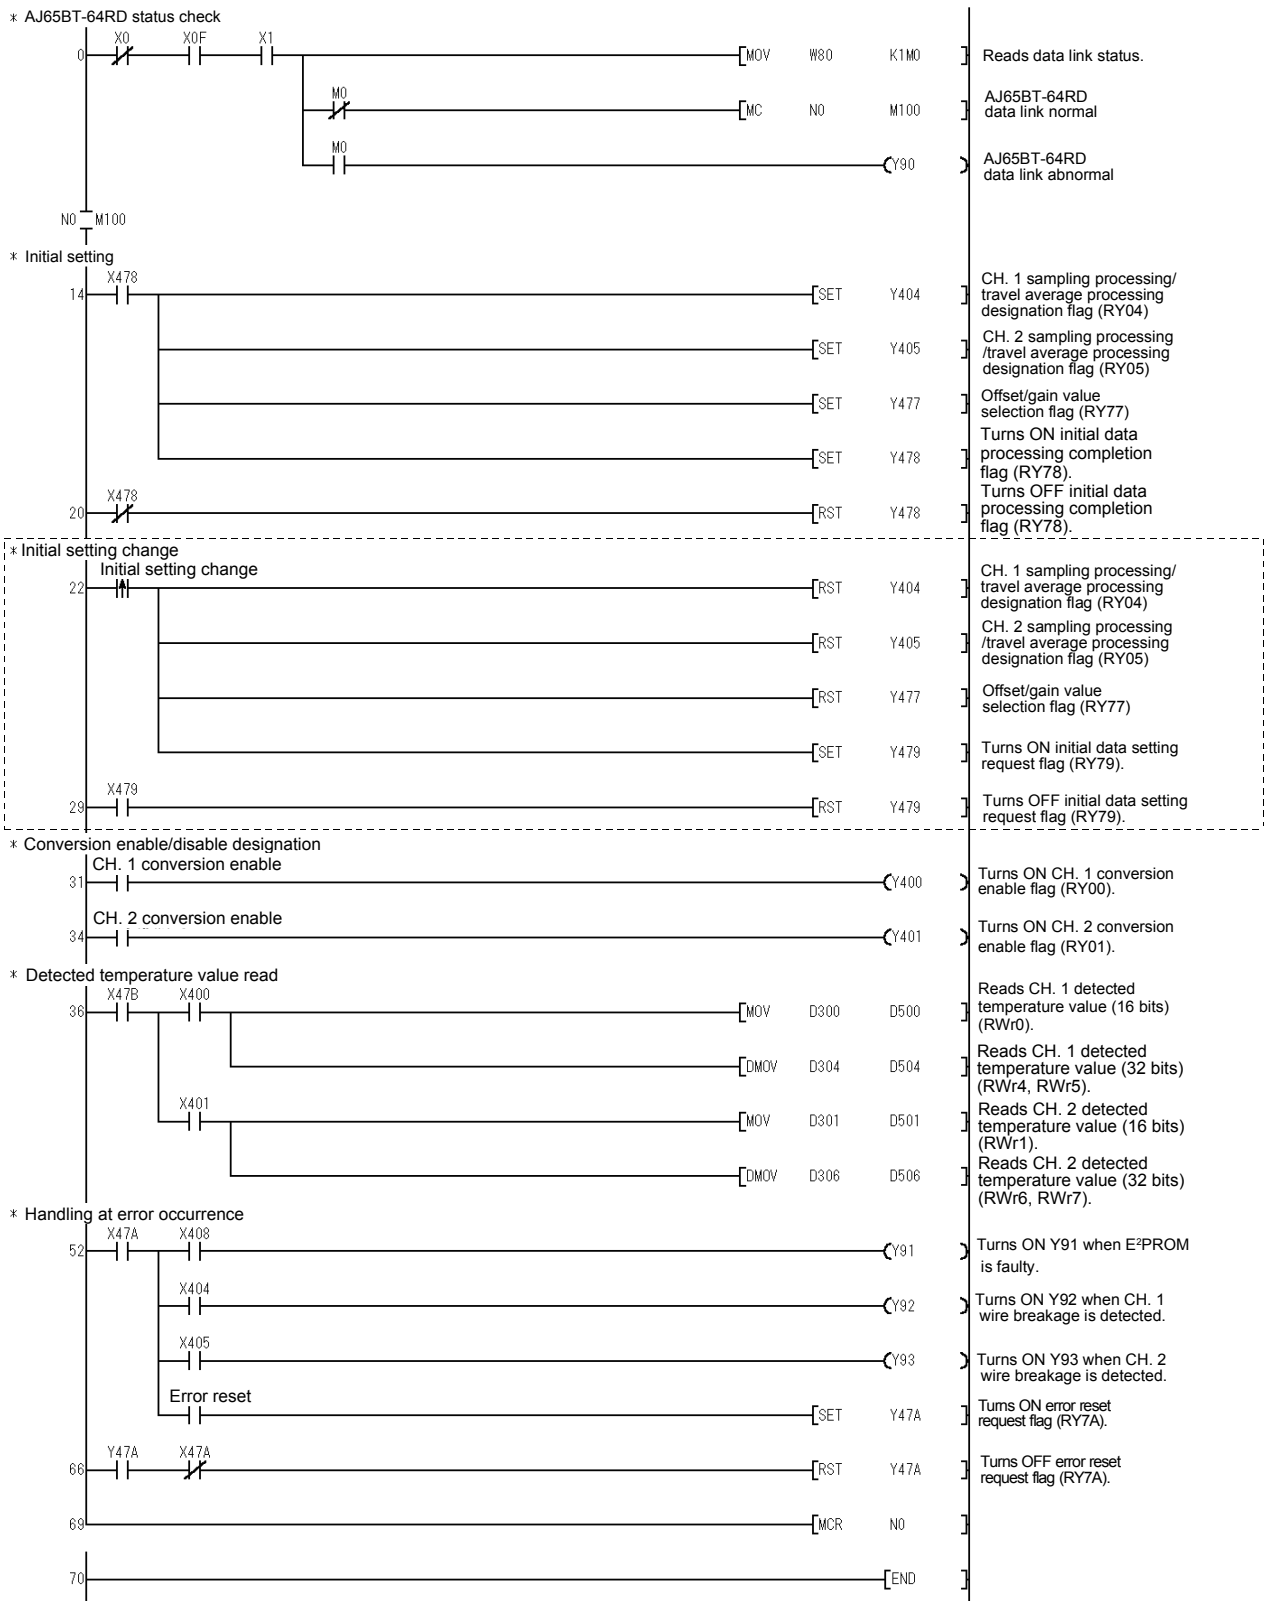 * AJ65BT-64RD status check
X0 X0F X1
0 MOV W80 K1M0 Reads data link status.
M0
MC N0 M100 AJ65BT-64RD
data link normal
M0
Y90 AJ65BT-64RD
data link abnormal
N0 M100
* Initial setting
X478
14 SET Y404 CH. 1 sampling processing/
travel average processing
designation flag (RY04)
SET Y405 CH. 2 sampling processing
/travel average processing
designation flag (RY05)
SET Y477 Offset/gain value
selection flag (RY77)
SET Y478 Turns ON initial data
processing completion
flag (RY78).
X478
20 RST Y478 Turns OFF initial data
processing completion
flag (RY78).
* Initial setting change
Initial setting change
22 RST Y404 CH. 1 sampling processing/
travel average processing
designation flag (RY04)
RST Y405 CH. 2 sampling processing
/travel average processing
designation flag (RY05)
RST Y477 Offset/gain value
selection flag (RY77)
SET Y479 Turns ON initial data setting
request flag (RY79).
X479
29 RST Y479 Turns OFF initial data setting
request flag (RY79).
* Conversion enable/disable designation
CH. 1 conversion enable
31 Y400 Turns ON CH. 1 conversion
enable flag (RY00).
CH. 2 conversion enable
34 Y401 Turns ON CH. 2 conversion
enable flag (RY01).
* Detected temperature value read
X47B X400
36 MOV D300 D500 Reads CH. 1 detected
temperature value (16 bits)
(RWr0).
DMOV D304 D504 Reads CH. 1 detected
temperature value (32 bits)
(RWr4, RWr5).
X401
MOV D301 D501 Reads CH. 2 detected
temperature value (16 bits)
(RWr1).
DMOV D306 D506 Reads CH. 2 detected
temperature value (32 bits)
(RWr6, RWr7).
* Handling at error occurrence
X47A X408
52 Y91 Turns ON Y91 when E²PROM
is faulty.
X404
Y92 Turns ON Y92 when CH. 1
wire breakage is detected.
X405
Y93 Turns ON Y93 when CH. 2
wire breakage is detected.
Error reset
SET Y47A Turns ON error reset
request flag (RY7A).
Y47A X47A
66 RST Y47A Turns OFF error reset
request flag (RY7A).
69 MCR N0
70 END